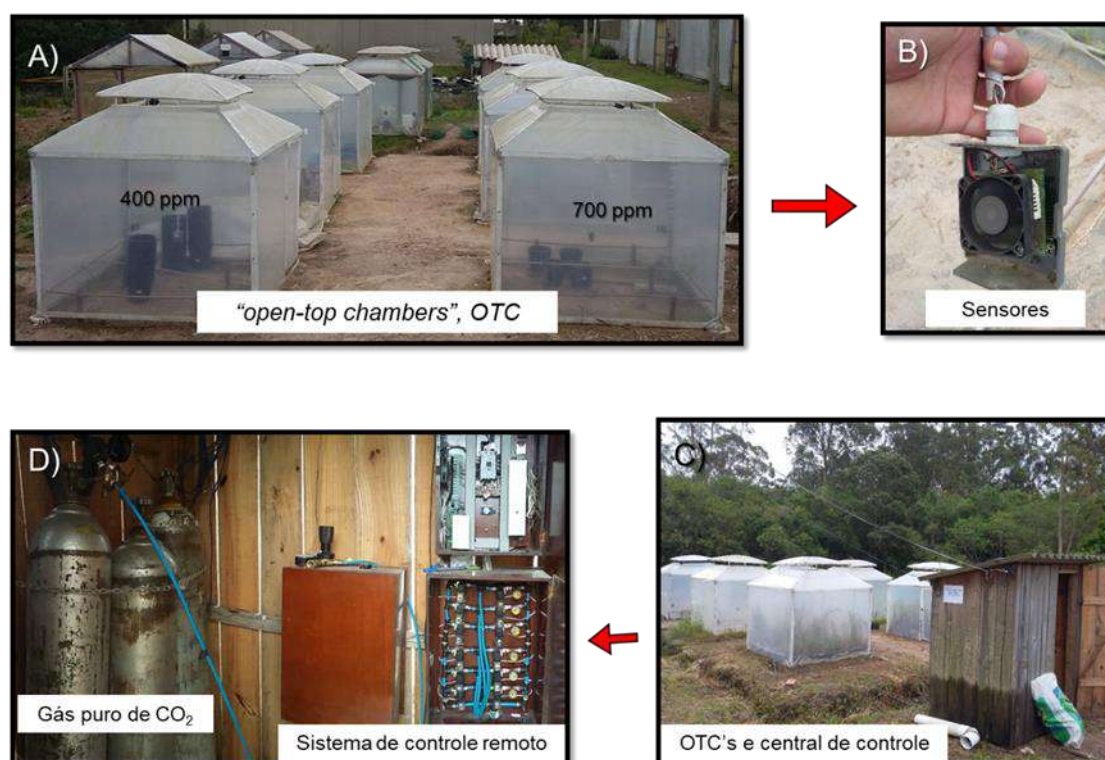 A)
400 ppm
700 ppm
“open-top chambers”, OTC
B)
Sensores
D)
Gás puro de CO₂
Sistema de controle remoto
C)
OTC's e central de controle